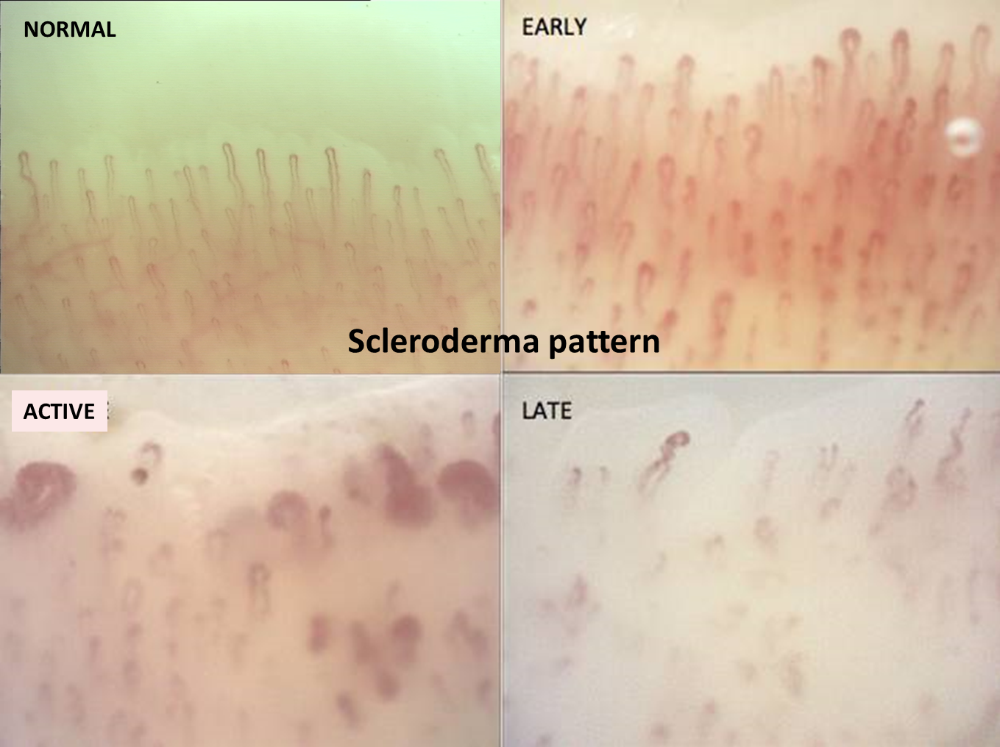 NORMAL
EARLY
Scleroderma pattern
ACTIVE
LATE